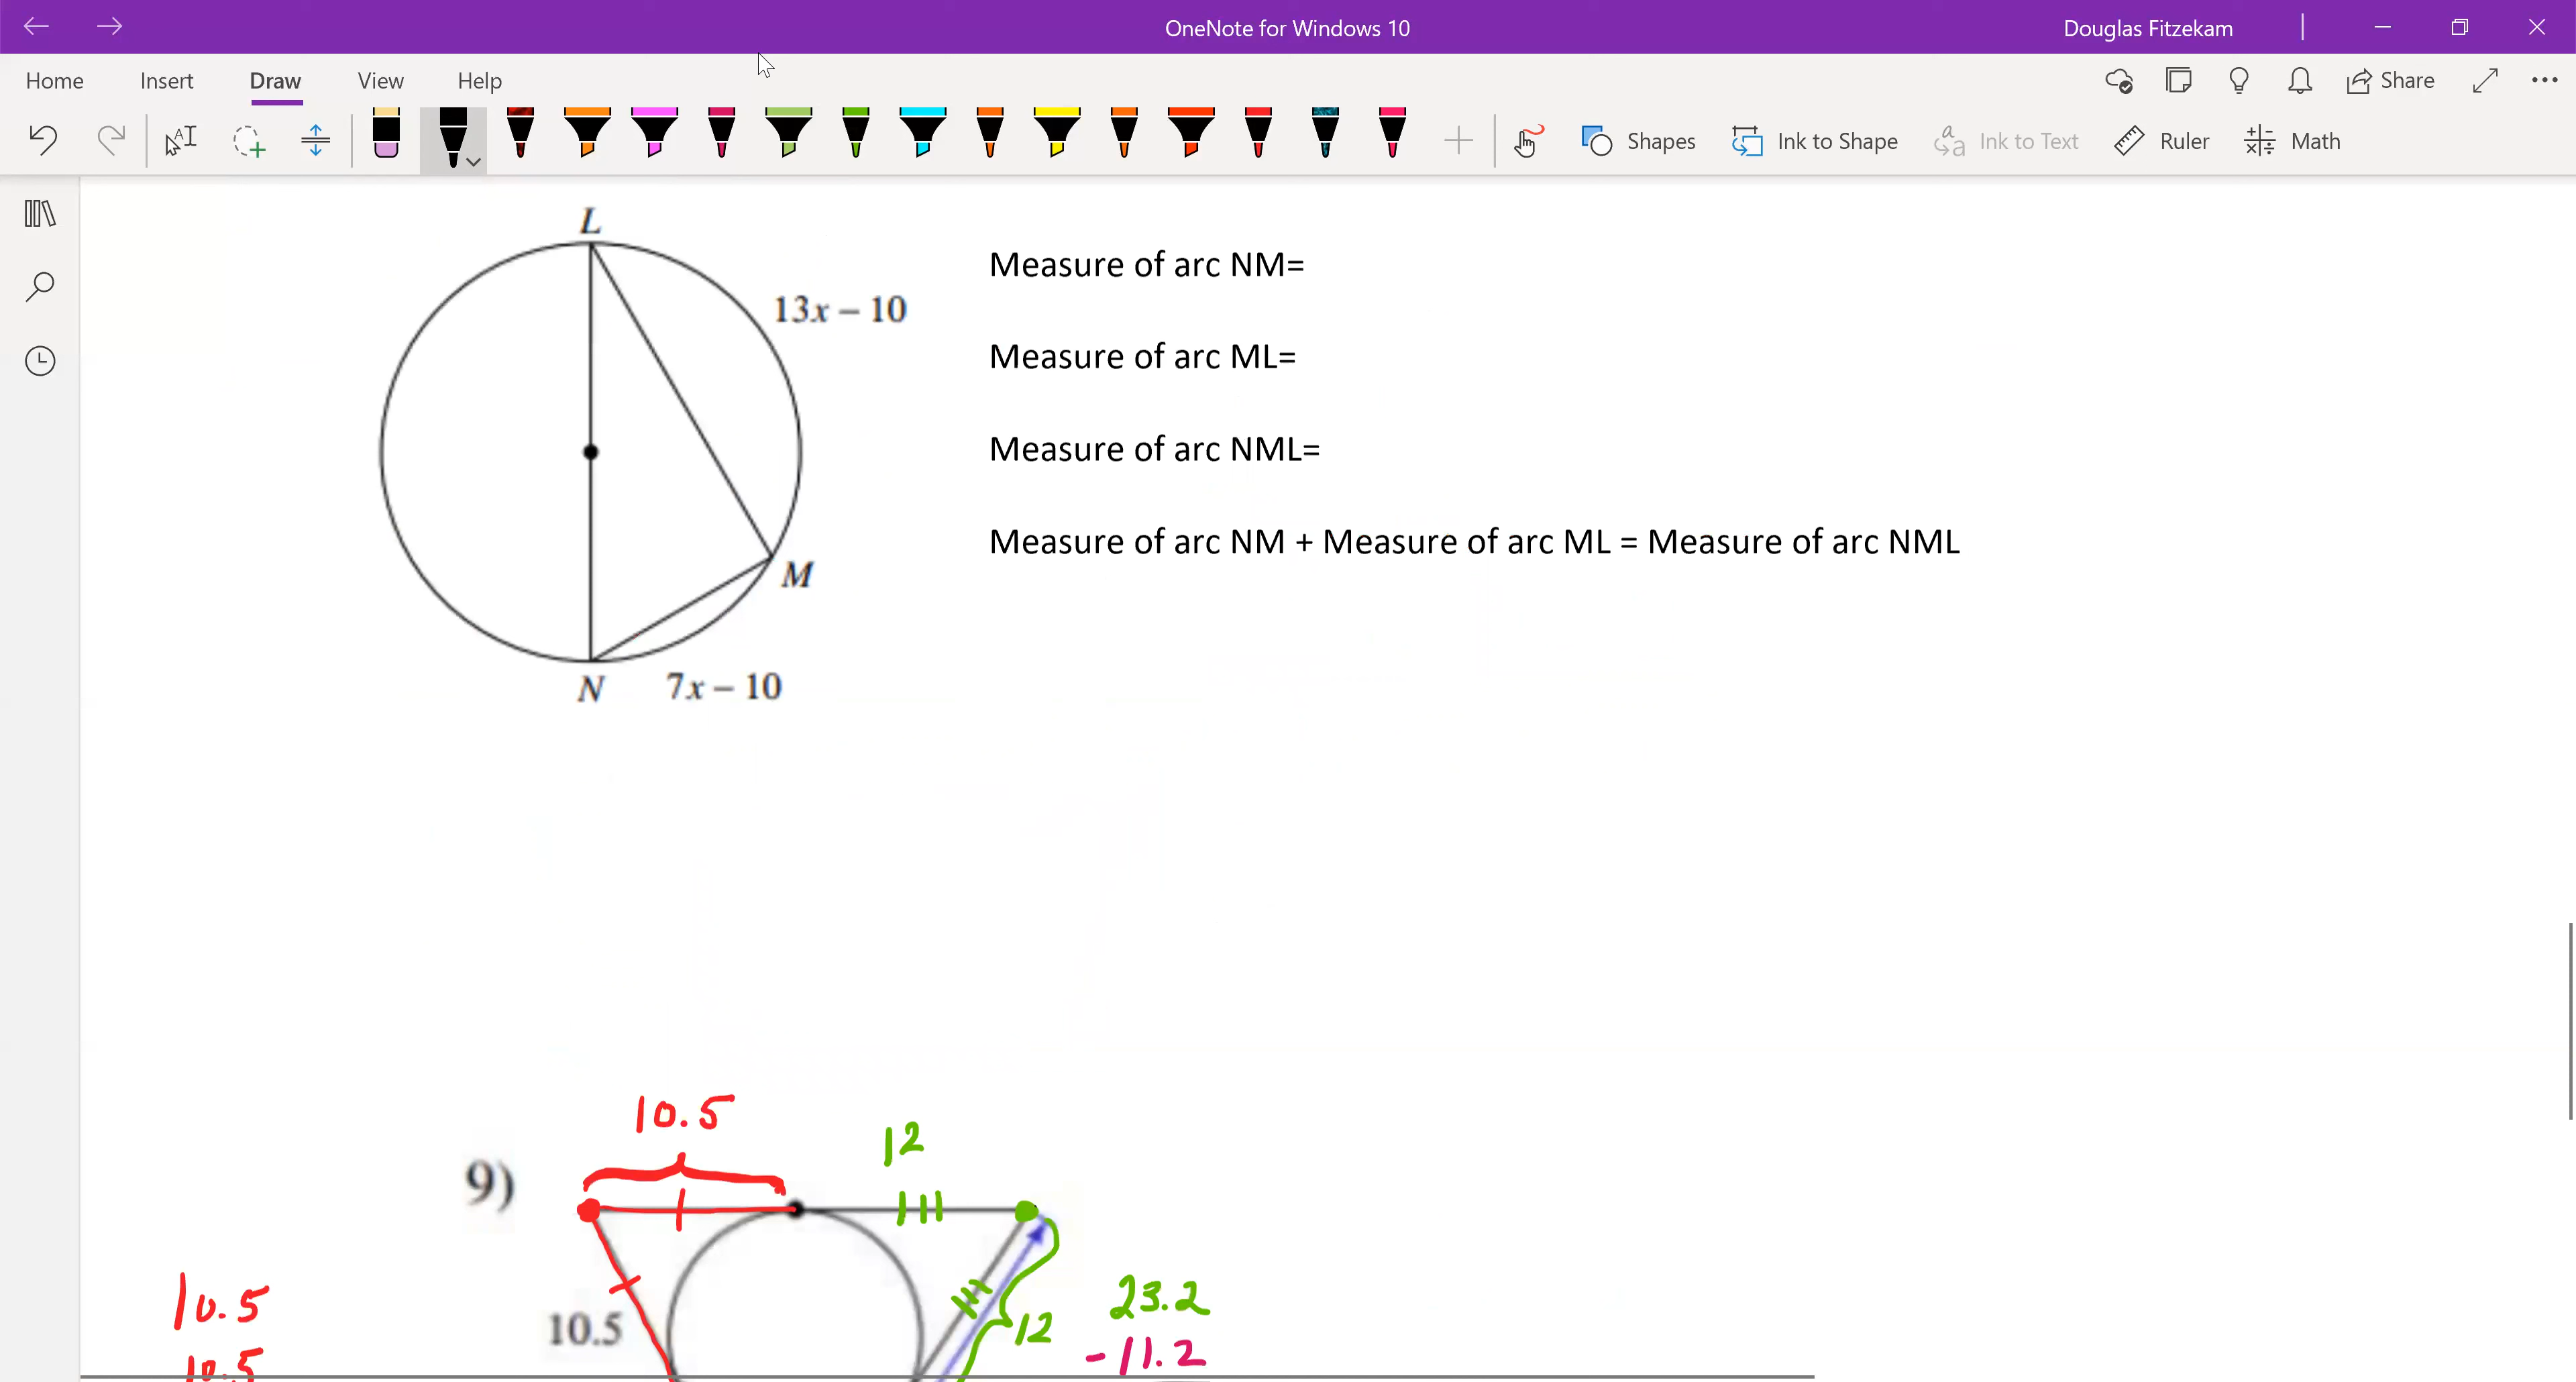 OneNote for Windows 10
Douglas Fitzekam
Home Insert Draw View Help
Share
Shapes Ink to Shape Ink to Text Ruler Math
L
13x – 10
M
N 7x – 10
Measure of arc NM=
Measure of arc ML=
Measure of arc NML=
Measure of arc NM + Measure of arc ML = Measure of arc NML
10.5
12
9)
10.5
10.5
10.5
12
23.2
-11.2